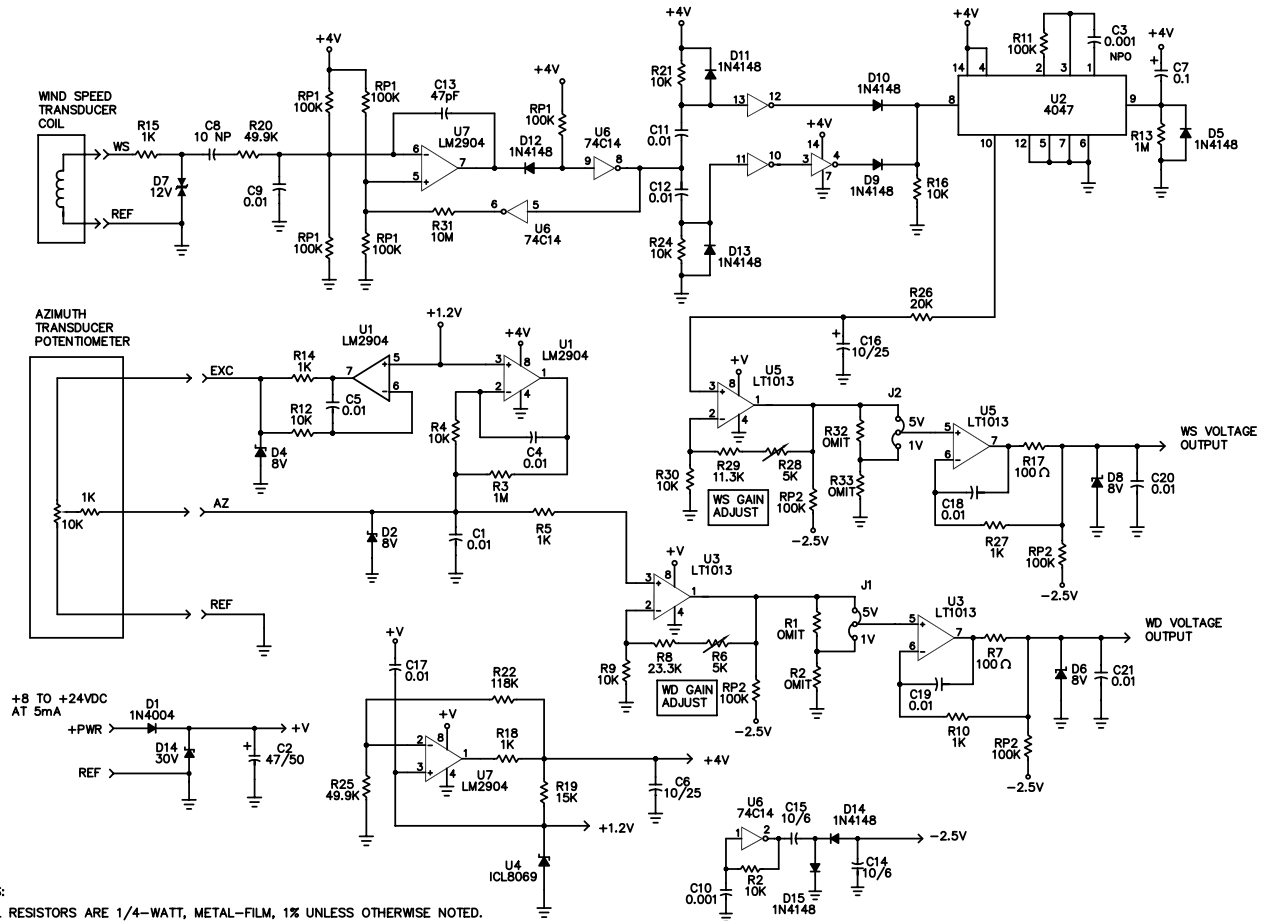 WIND SPEED
TRANSDUCER
COIL
WS
REF
R15
1K
D7
12V
C8
10 NP
R20
49.9K
C9
0.01
+4V
RP1
100K
RP1
100K
RP1
100K
RP1
100K
C13
47pF
U7
LM2904
6
5
7
D12
1N4148
+4V
RP1
100K
U6
74C14
9
8
R31
10M
6
5
U6
74C14
+4V
R21
10K
D11
1N4148
C11
0.01
C12
0.01
R24
10K
D13
1N4148
13
12
11
10
+4V
14
3
4
7
D10
1N4148
D9
1N4148
R16
10K
+4V
14
4
R11
100K
C3
0.001
NPO
2
3
1
8
U2
4047
9
10
12
5
7
6
+4V
C7
0.1
R13
1M
D5
1N4148
AZIMUTH
TRANSDUCER
POTENTIOMETER
1K
10K
EXC
AZ
REF
R14
1K
R12
10K
C5
0.01
D4
8V
U1
LM2904
7
5
6
+1.2V
+4V
U1
LM2904
3
2
8
1
4
R4
10K
C4
0.01
R3
1M
D2
8V
C1
0.01
R5
1K
R26
20K
C16
10/25
+V
U5
LT1013
3
2
8
1
4
R30
10K
R29
11.3K
R28
5K
WS GAIN
ADJUST
RP2
100K
-2.5V
R32
OMIT
R33
OMIT
J2
5V
1V
U5
LT1013
5
6
7
C18
0.01
R17
100Ω
R27
1K
RP2
100K
-2.5V
D8
8V
C20
0.01
WS VOLTAGE
OUTPUT
+V
U3
LT1013
3
2
8
1
4
R9
10K
R8
23.3K
R6
5K
WD GAIN
ADJUST
RP2
100K
-2.5V
R1
OMIT
R2
OMIT
J1
5V
1V
U3
LT1013
5
6
7
C19
0.01
R7
100Ω
R10
1K
RP2
100K
-2.5V
D6
8V
C21
0.01
WD VOLTAGE
OUTPUT
+8 TO +24VDC
AT 5mA
+PWR
REF
D1
1N4004
D14
30V
C2
47/50
+V
+V
C17
0.01
R22
118K
+V
2
3
8
1
4
U7
LM2904
R18
1K
R25
49.9K
R19
15K
C6
10/25
+4V
+1.2V
U4
ICL8069
U6
74C14
1
2
R2
10K
C10
0.001
C15
10/6
D14
1N4148
D15
1N4148
C14
10/6
-2.5V
RESISTORS ARE 1/4-WATT, METAL-FILM, 1% UNLESS OTHERWISE NOTED.